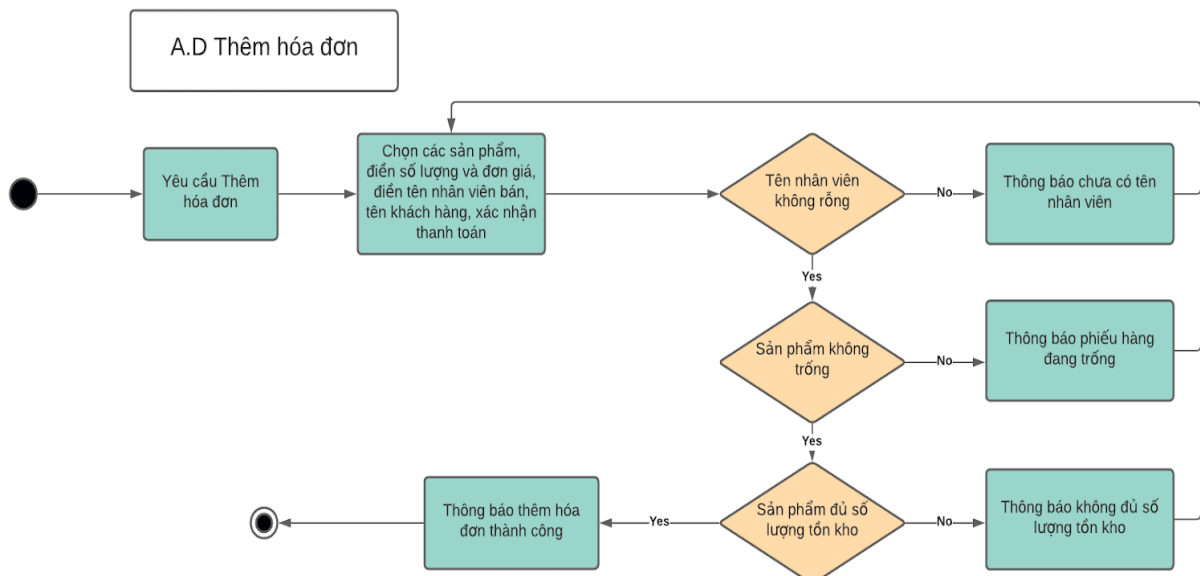 A.D Thêm hóa đơn
Yêu cầu Thêm
hóa đơn
Chọn các sản phẩm,
điền số lượng và đơn giá,
điền tên nhân viên bán,
tên khách hàng, xác nhận
thanh toán
Tên nhân viên
không rỗng
No
Thông báo chưa có tên
nhân viên
Yes
Sản phẩm không
trống
No
Thông báo phiếu hàng
đang trống
Yes
Sản phẩm đủ số
lượng tồn kho
No
Thông báo không đủ số
lượng tồn kho
Yes
Thông báo thêm hóa
đơn thành công